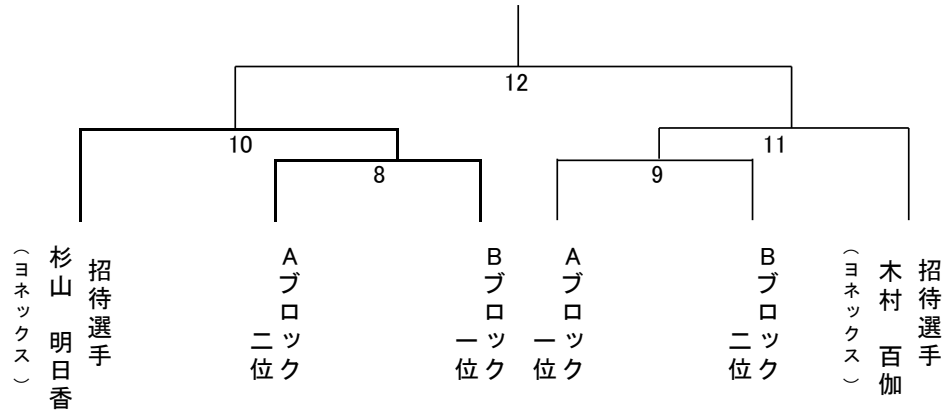 12
10
11
8
9
招待選手
杉山 明日香
（ヨネックス）
Aブロック
二位
Bブロック
一位
Aブロック
一位
Bブロック
二位
招待選手
木村 百伽
（ヨネックス）